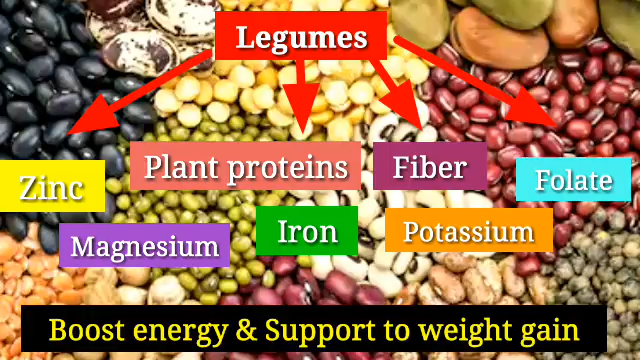 Legumes
Zinc
Plant proteins
Fiber
Folate
Magnesium
Iron
Potassium
Boost energy & Support to weight gain